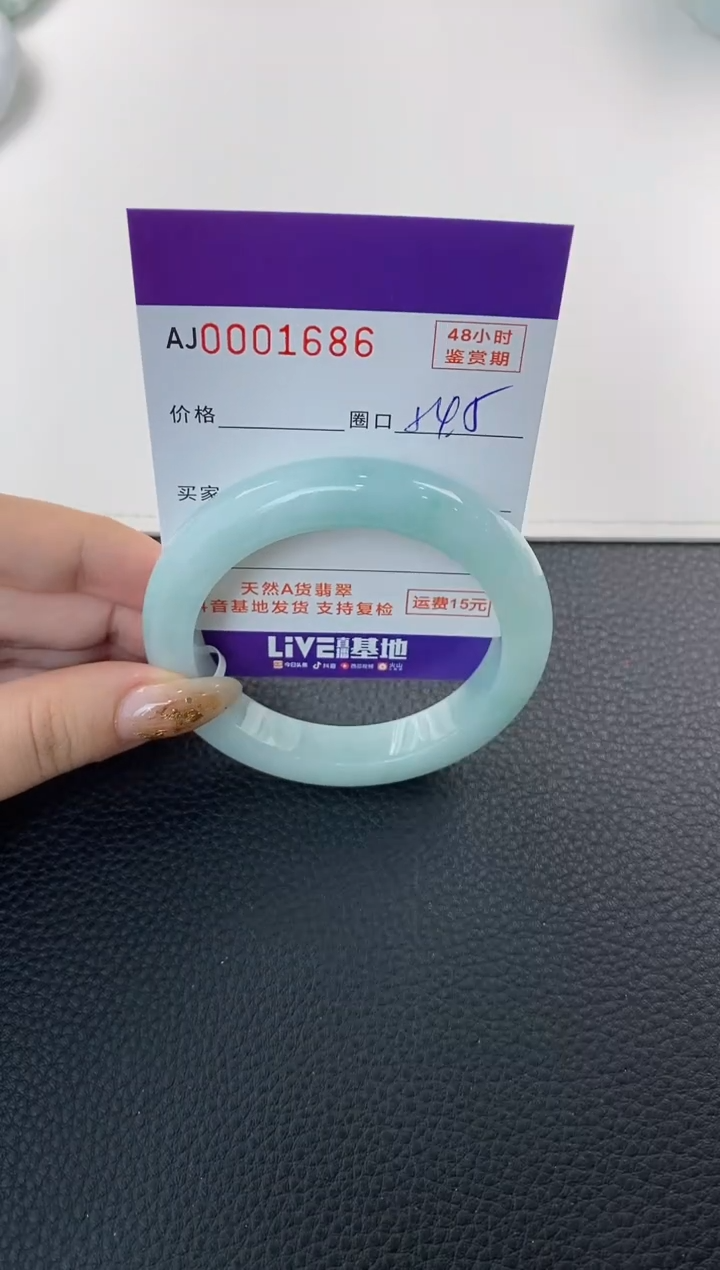 AJ0001686
48小时
鉴赏期
价格
圈口
买家
天然A货翡翠
音基地发货 支持复检
运费15元
LiVE直播基地
今日头条 抖音 西瓜视频 火山